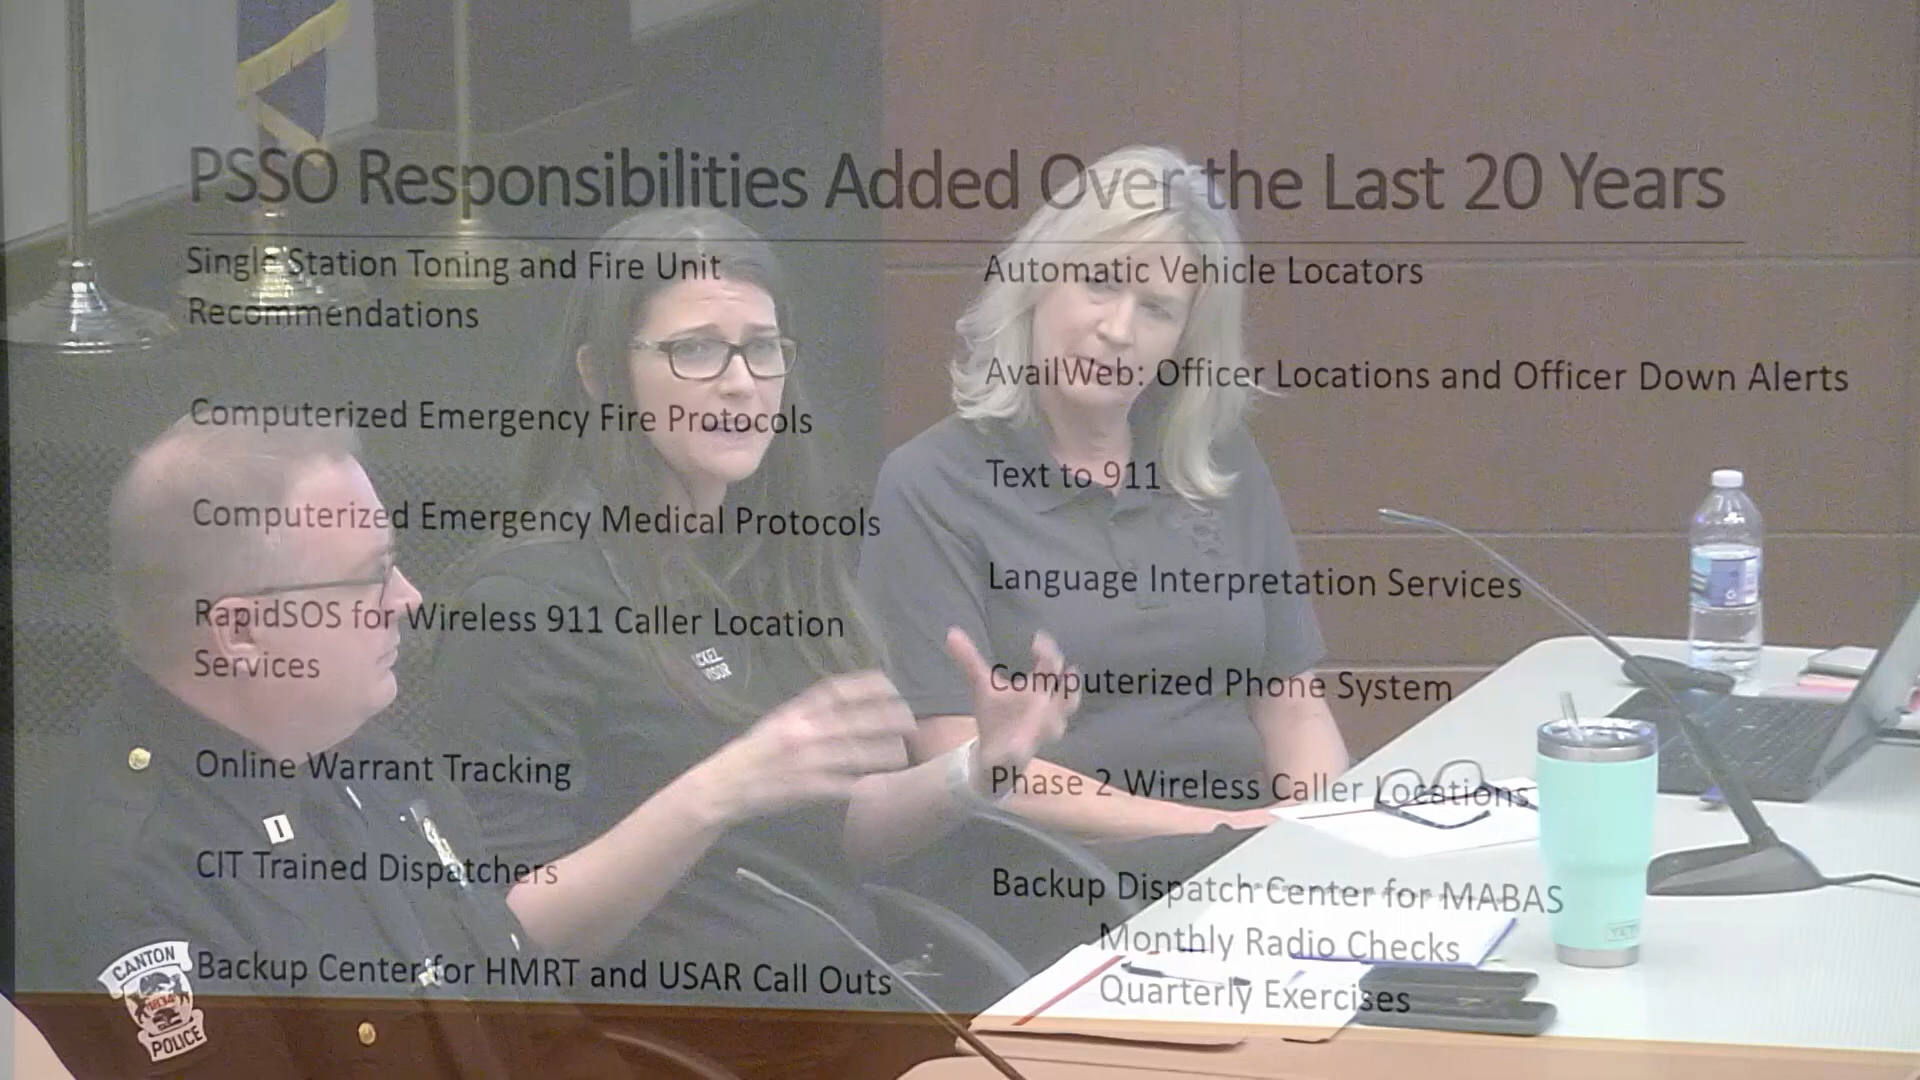 PSSO Responsibilities Added Over the Last 20 Years
Single Station Toning and Fire Unit
Recommendations
Computerized Emergency Fire Protocols
Computerized Emergency Medical Protocols
RapidSOS for Wireless 911 Caller Location
Services
Online Warrant Tracking
CIT Trained Dispatchers
Backup Center for HMRT and USAR Call Outs
Automatic Vehicle Locators
AvailWeb: Officer Locations and Officer Down Alerts
Text to 911
Language Interpretation Services
Computerized Phone System
Phase 2 Wireless Caller Locations
Backup Dispatch Center for MABAS
Monthly Radio Checks
Quarterly Exercises
CANTON
POLICE
YETI